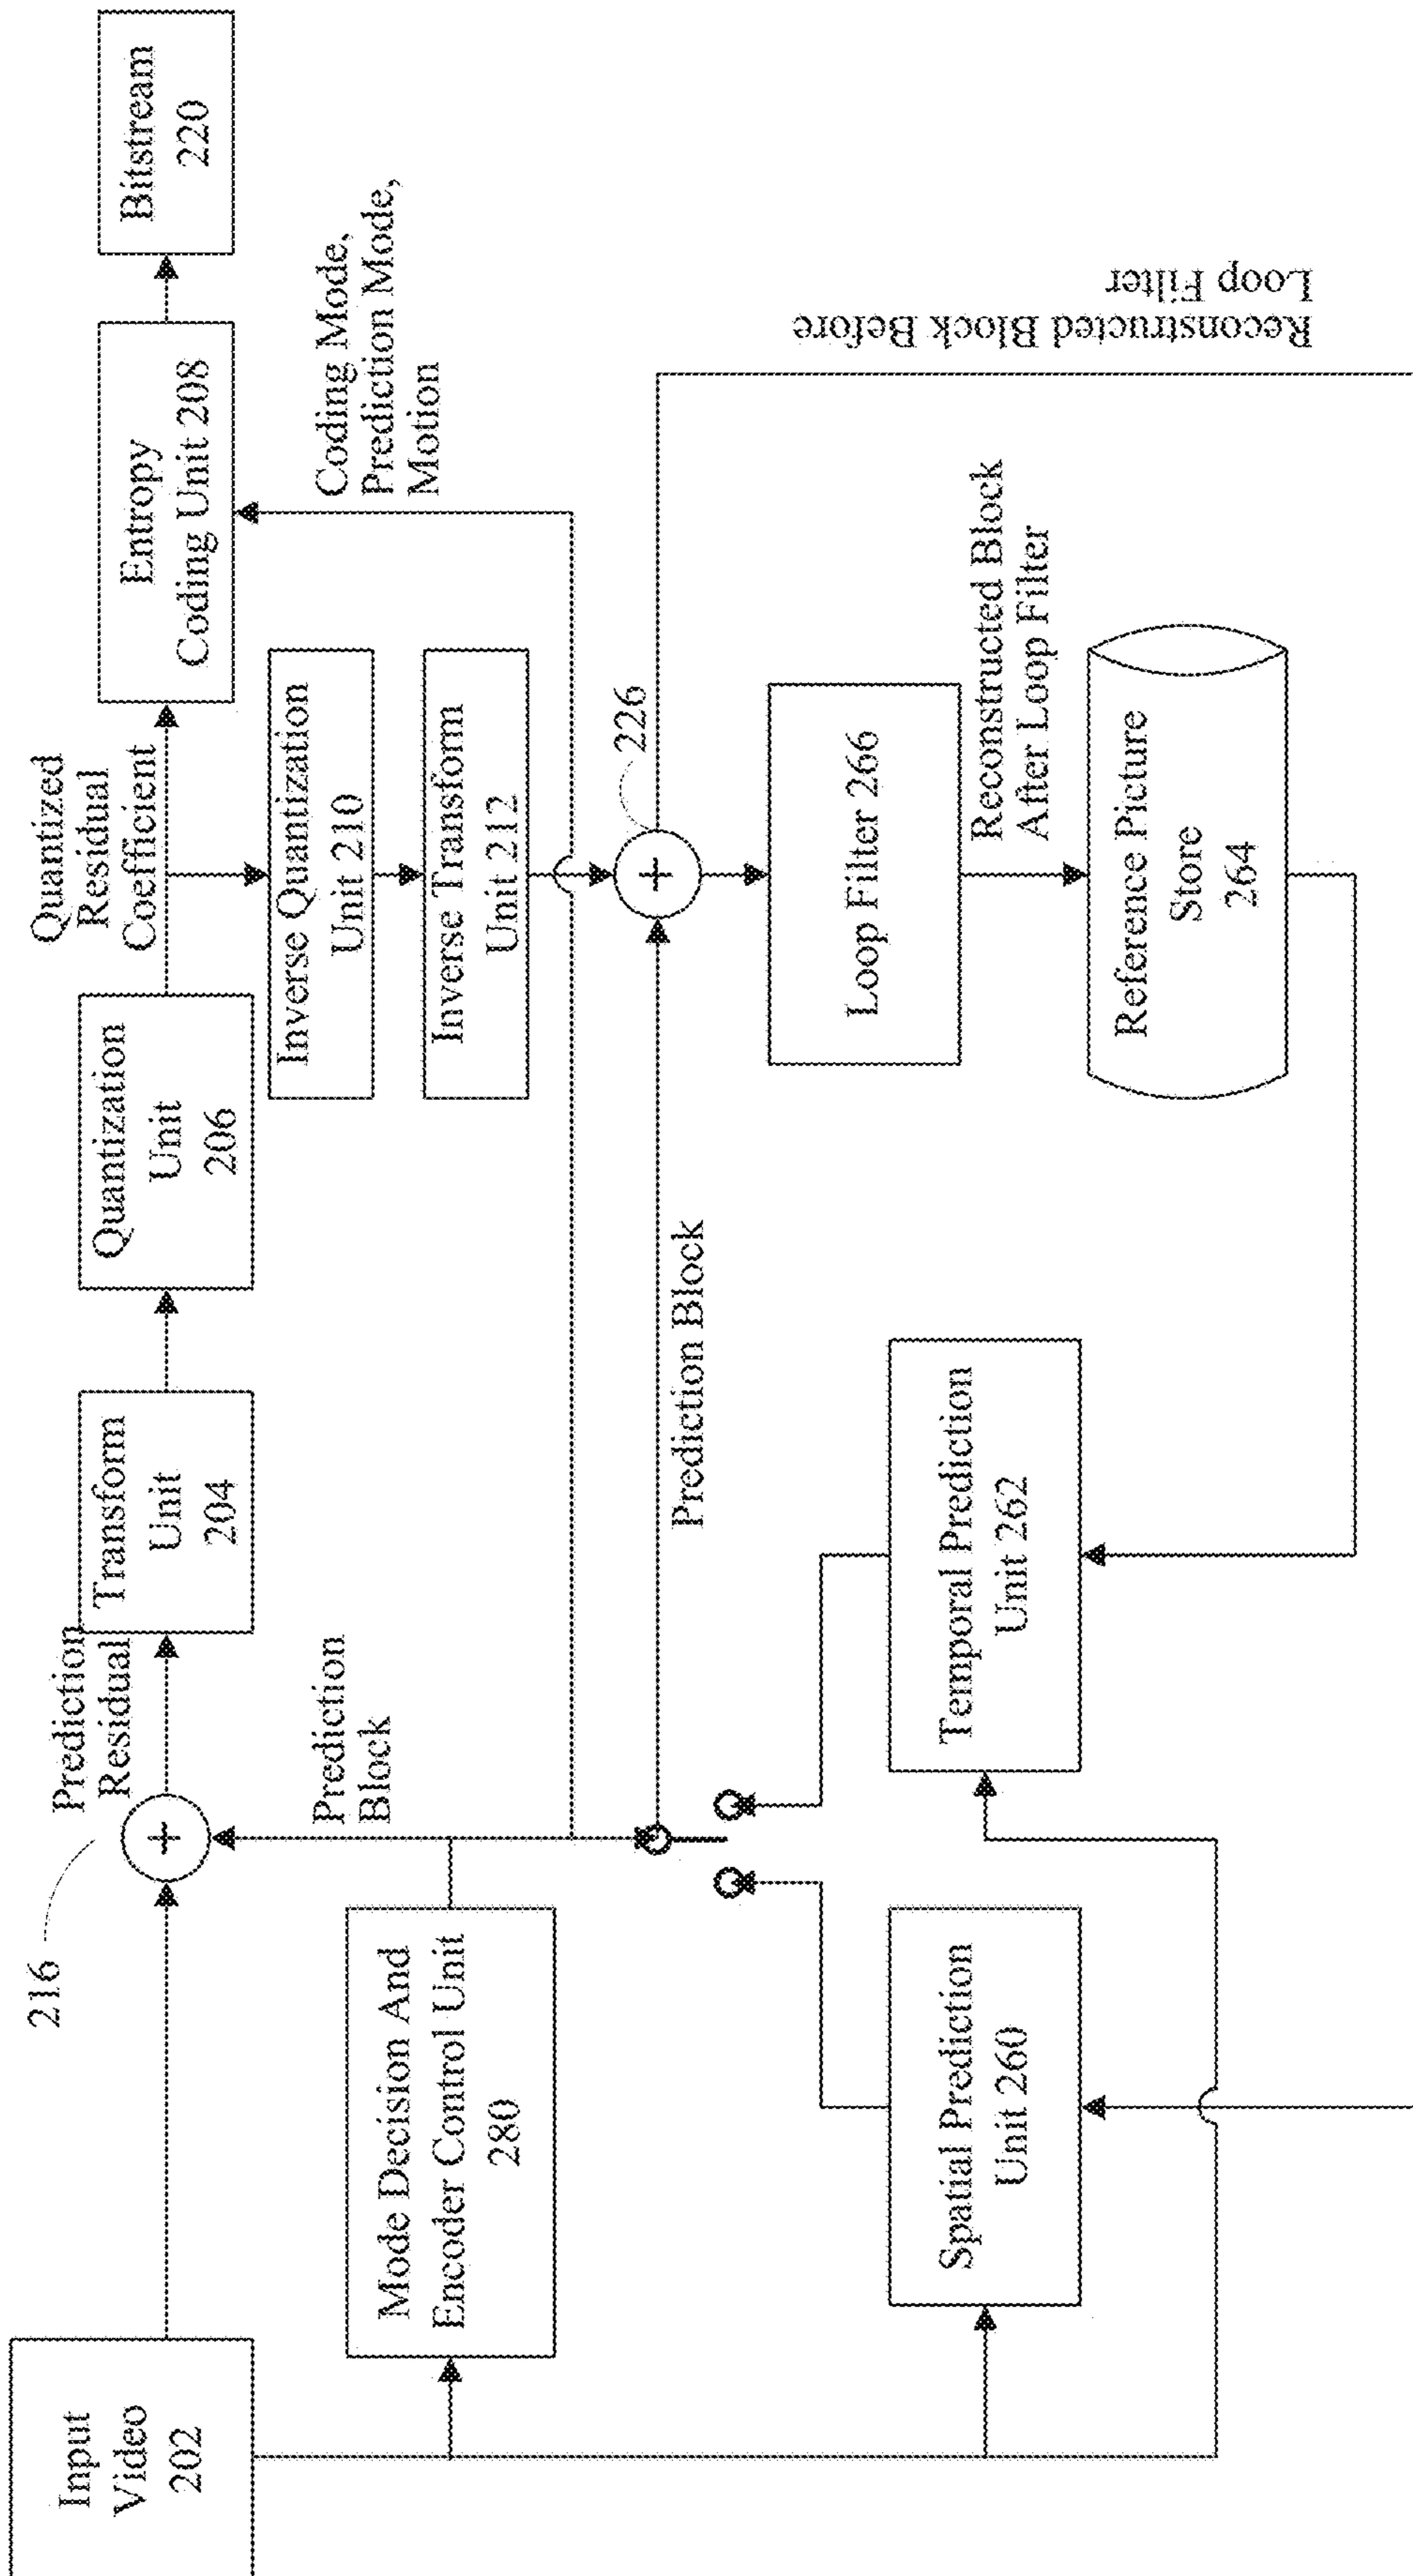 Input
Video
202
216
Prediction
Residual
Transform
Unit
204
Quantization
Unit
206
Quantized
Residual
Coefficient
Entropy
Coding Unit 208
Bitstream
220
Mode Decision And
Encoder Control Unit
280
Prediction
Block
Inverse Quantization
Unit 210
Inverse Transform
Unit 212
Coding Mode,
Prediction Mode,
Motion
Prediction Block
226
Spatial Prediction
Unit 260
Temporal Prediction
Unit 262
Loop Filter 266
Reconstructed Block
After Loop Filter
Reference Picture
Store
264
Reconstructed Block Before
Loop Filter